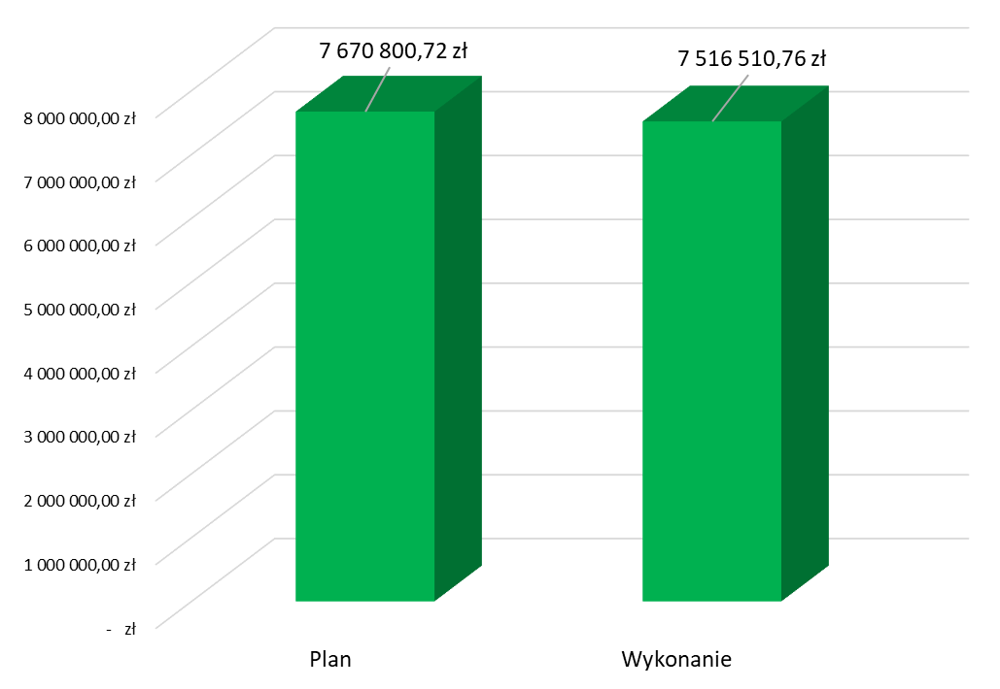 7 670 800,72 zł
7 516 510,76 zł
8 000 000,00 zł
7 000 000,00 zł
6 000 000,00 zł
5 000 000,00 zł
4 000 000,00 zł
3 000 000,00 zł
2 000 000,00 zł
1 000 000,00 zł
- zł
Plan
Wykonanie